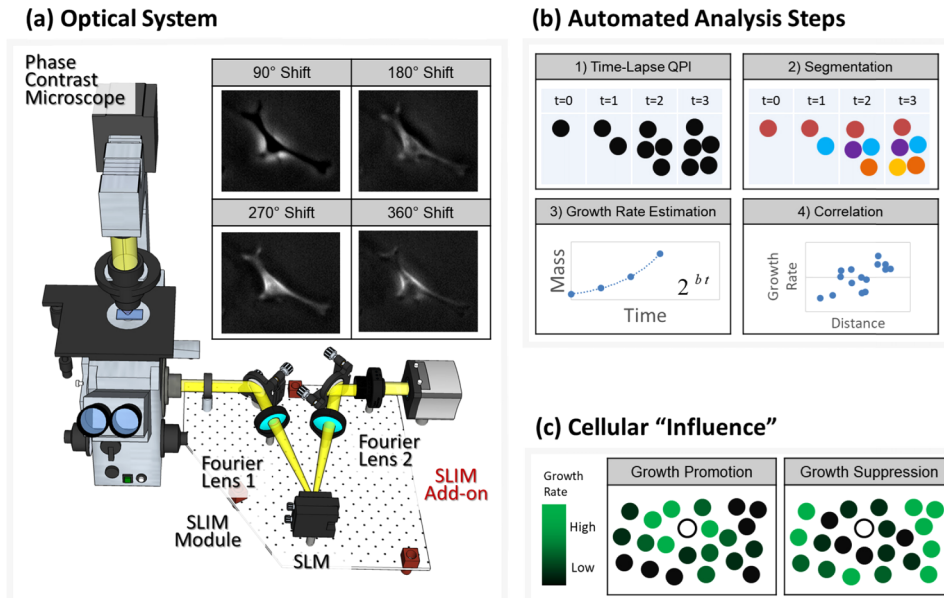 (a) Optical System
Phase
Contrast
Microscope
90° Shift
180° Shift
270° Shift
360° Shift
Fourier
Lens 1
Fourier
Lens 2
SLIM
Add-on
SLIM
Module
SLM
(b) Automated Analysis Steps
1) Time-Lapse QPI
t=0 t=1 t=2 t=3
2) Segmentation
t=0 t=1 t=2 t=3
3) Growth Rate Estimation
Mass
2^{bt}
Time
4) Correlation
Growth
Rate
Distance
(c) Cellular “Influence”
Growth
Rate
High
Low
Growth Promotion
Growth Suppression